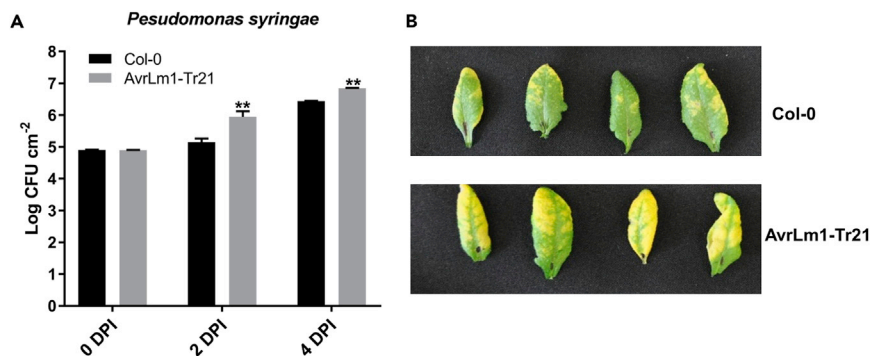 A
Pesudomonas syringae
Log CFU cm-2
8
7
6
5
4
3
2
1
0
Col-0
AvrLm1-Tr21
**
**
0 DPI
2 DPI
4 DPI
B
Col-0
AvrLm1-Tr21